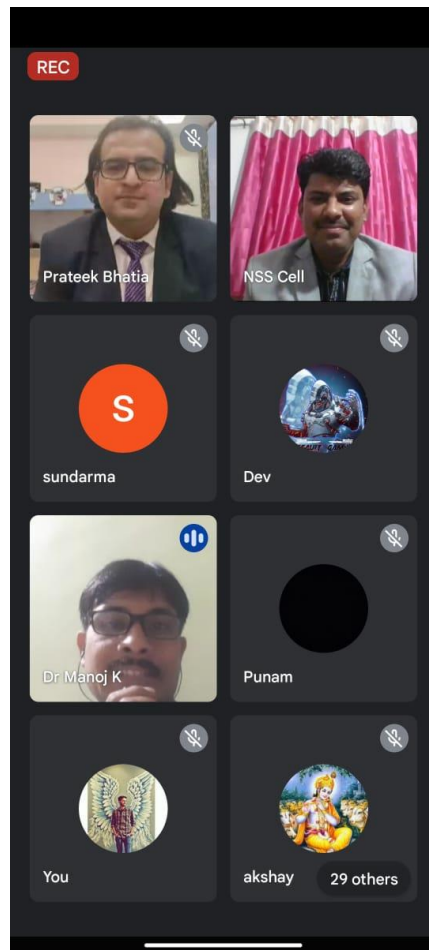 REC
Prateek Bhatia
NSS Cell
S
sundarma
Dev
Dr Manoj K
Punam
You
akshay
29 others